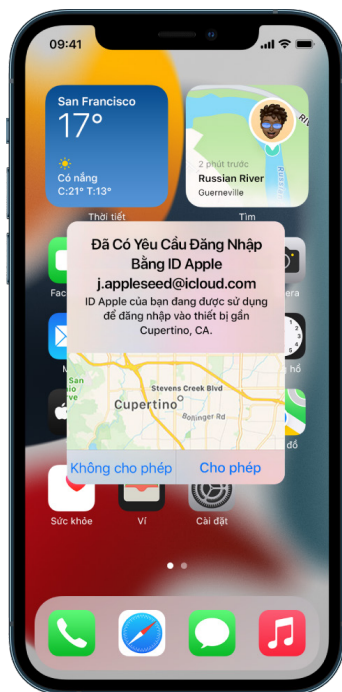 09:41
San Francisco
17°
Có nắng
C:21° T:13°
Thời tiết
2 phút trước
Russian River
Guerneville
Tìm
Đã Có Yêu Cầu Đăng Nhập
Bằng ID Apple
j.appleseed@icloud.com
ID Apple của bạn đang được sử dụng
để đăng nhập vào thiết bị gần
Cupertino, CA.
Stevens Creek Blvd
Cupertino
Bollinger Rd
Không cho phép
Cho phép
Sức khỏe
Ví
Cài đặt